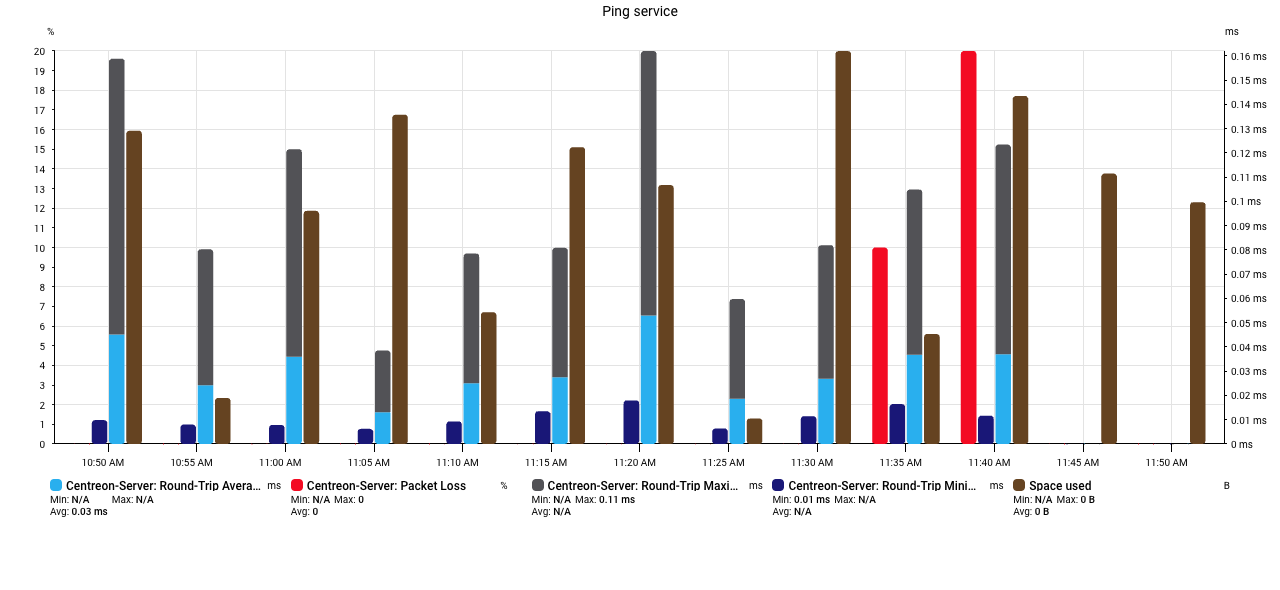 Ping service
%
ms
20
19
18
17
16
15
14
13
12
11
10
9
8
7
6
5
4
3
2
1
0
0.16 ms
0.15 ms
0.14 ms
0.13 ms
0.12 ms
0.11 ms
0.1 ms
0.09 ms
0.08 ms
0.07 ms
0.06 ms
0.05 ms
0.04 ms
0.03 ms
0.02 ms
0.01 ms
0 ms
10:50 AM 10:55 AM 11:00 AM 11:05 AM 11:10 AM 11:15 AM 11:20 AM 11:25 AM 11:30 AM 11:35 AM 11:40 AM 11:45 AM 11:50 AM
Centreon-Server: Round-Trip Avera... ms
Min: N/A Max: N/A
Avg: 0.03 ms
Centreon-Server: Packet Loss %
Min: N/A Max: 0
Avg: 0
Centreon-Server: Round-Trip Maxi... ms
Min: N/A Max: 0.11 ms
Avg: N/A
Centreon-Server: Round-Trip Mini... ms
Min: 0.01 ms Max: N/A
Avg: N/A
Space used B
Min: N/A Max: 0 B
Avg: 0 B